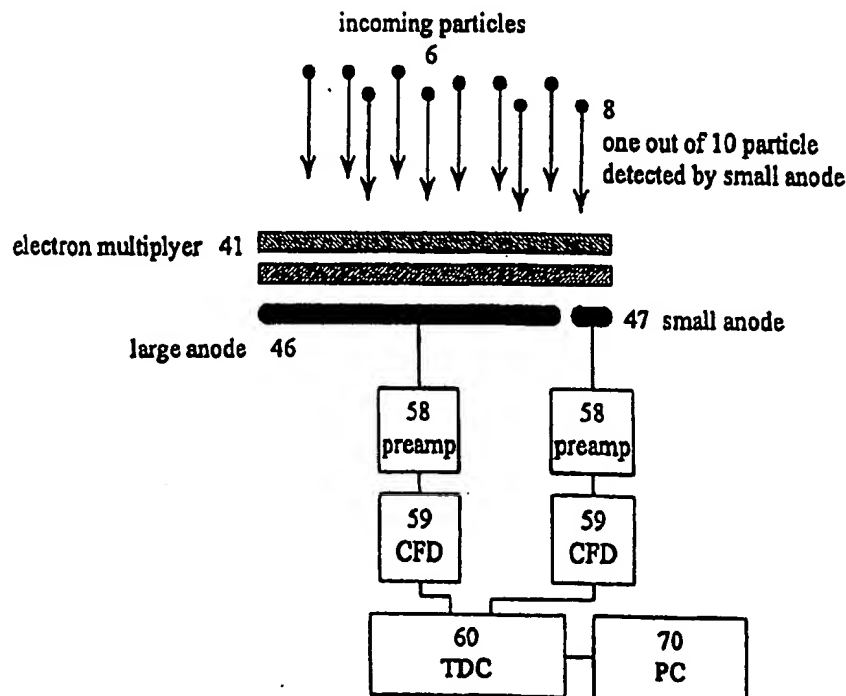 incoming particles
6
8
one out of 10 particle
detected by small anode
electron multiplyer 41
47 small anode
large anode 46
58
preamp
58
preamp
59
CFD
59
CFD
60
TDC
70
PC